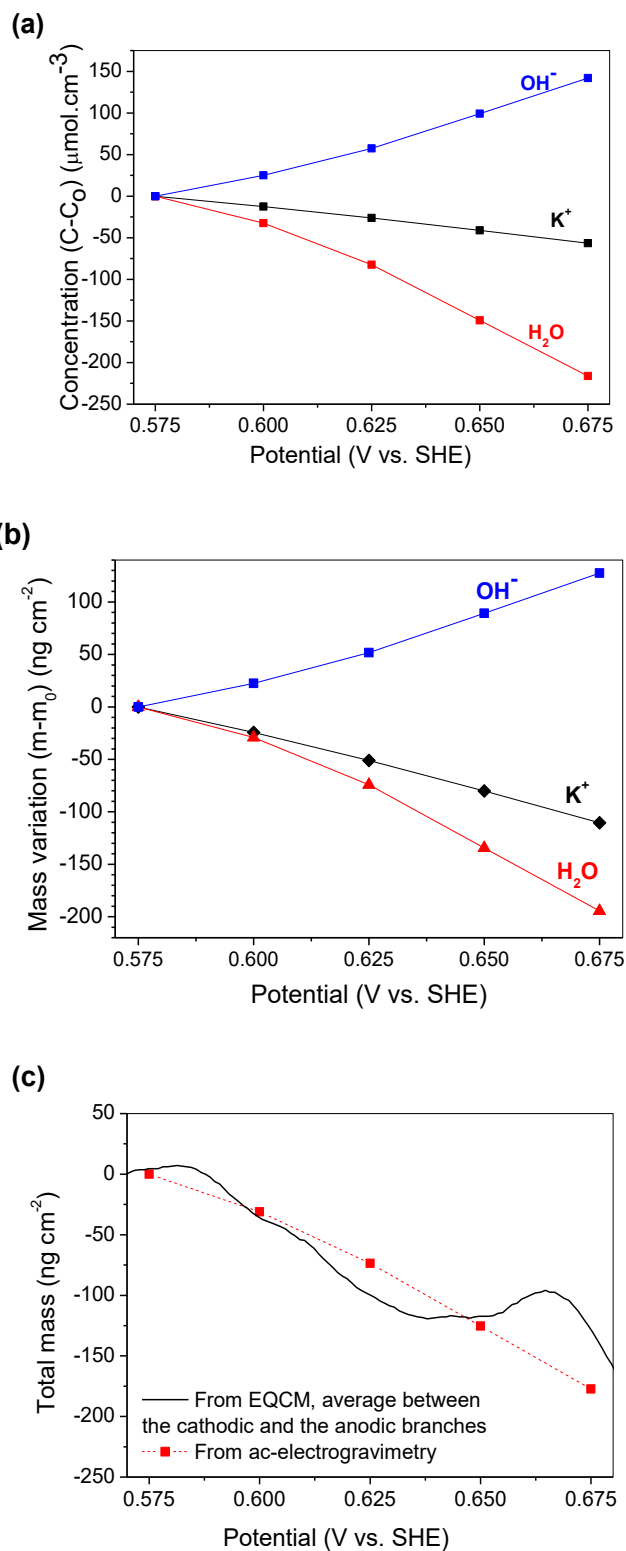 (a)
150
100
50
0
-50
-100
-150
-200
-250
Concentration (C-C₀) (μmol.cm⁻³)
OH⁻
K⁺
H₂O
0.575 0.600 0.625 0.650 0.675
Potential (V vs. SHE)
(b)
100
50
0
-50
-100
-150
-200
Mass variation (m-m₀) (ng cm⁻²)
OH⁻
K⁺
H₂O
0.575 0.600 0.625 0.650 0.675
Potential (V vs. SHE)
(c)
50
0
-50
-100
-150
-200
-250
Total mass (ng cm⁻²)
From EQCM, average between
the cathodic and the anodic branches
From ac-electrogravimetry
0.575 0.600 0.625 0.650 0.675
Potential (V vs. SHE)